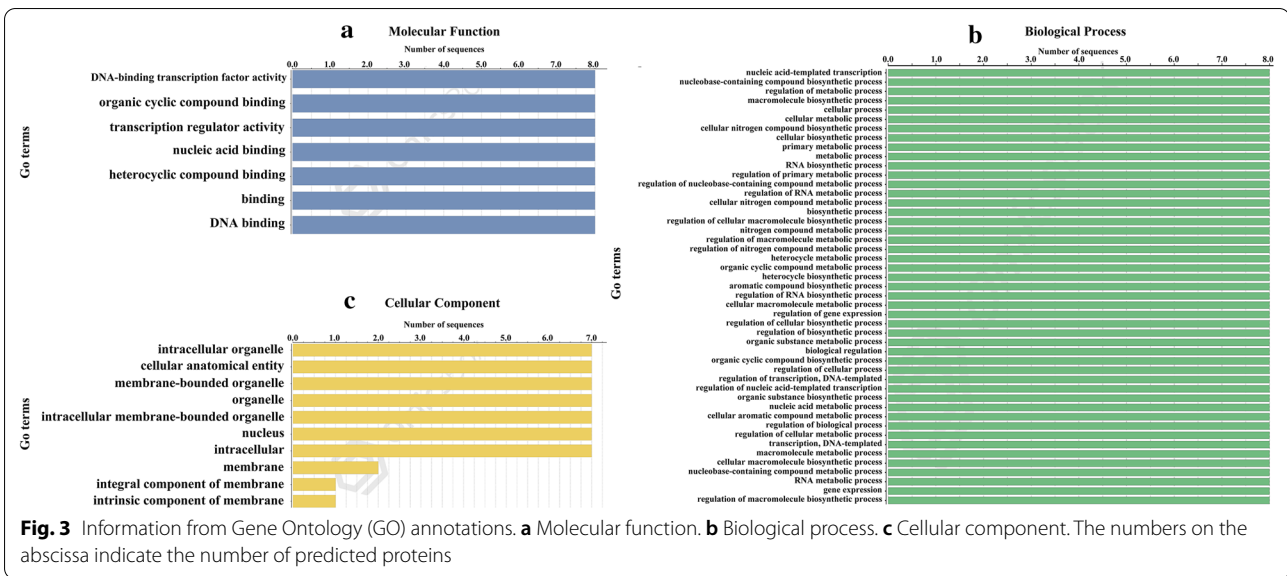 a Molecular Function
Number of sequences
0.0 1.0 2.0 3.0 4.0 5.0 6.0 7.0 8.0
Go terms
DNA-binding transcription factor activity
organic cyclic compound binding
transcription regulator activity
nucleic acid binding
heterocyclic compound binding
binding
DNA binding
c Cellular Component
Number of sequences
0.0 1.0 2.0 3.0 4.0 5.0 6.0 7.0
Go terms
intracellular organelle
cellular anatomical entity
membrane-bounded organelle
organelle
intracellular membrane-bounded organelle
nucleus
intracellular
membrane
integral component of membrane
intrinsic component of membrane
b Biological Process
Number of sequences
0.0 1.0 2.0 3.0 4.0 5.0 6.0 7.0 8.0
Go terms
nucleic acid-templated transcription
nucleobase-containing compound biosynthetic process
regulation of metabolic process
macromolecule biosynthetic process
cellular process
cellular metabolic process
cellular nitrogen compound biosynthetic process
cellular biosynthetic process
primary metabolic process
metabolic process
RNA biosynthetic process
regulation of primary metabolic process
regulation of nucleobase-containing compound metabolic process
regulation of RNA metabolic process
cellular nitrogen compound metabolic process
biosynthetic process
regulation of cellular macromolecule biosynthetic process
nitrogen compound metabolic process
regulation of macromolecule metabolic process
regulation of nitrogen compound metabolic process
heterocycle metabolic process
organic cyclic compound metabolic process
heterocycle biosynthetic process
aromatic compound biosynthetic process
regulation of RNA biosynthetic process
cellular macromolecule metabolic process
regulation of gene expression
regulation of cellular biosynthetic process
regulation of biosynthetic process
organic substance metabolic process
biological regulation
organic cyclic compound biosynthetic process
regulation of cellular process
regulation of transcription, DNA-templated
regulation of nucleic acid-templated transcription
organic substance biosynthetic process
nucleic acid metabolic process
cellular aromatic compound metabolic process
regulation of biological process
regulation of cellular metabolic process
transcription, DNA-templated
macromolecule metabolic process
cellular macromolecule biosynthetic process
nucleobase-containing compound metabolic process
RNA metabolic process
gene expression
regulation of macromolecule biosynthetic process
Fig. 3 Information from Gene Ontology (GO) annotations. a Molecular function. b Biological process. c Cellular component. The numbers on the
abscissa indicate the number of predicted proteins